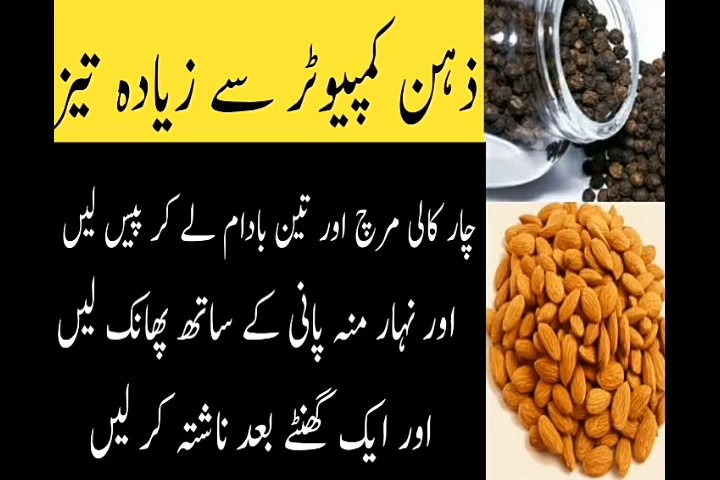 ذہن کمپیوٹر سے زیادہ تیز
چار کالی مرچ اور تین بادام لے کر پیس لیں
اور نہار منہ پانی کے ساتھ پھانک لیں
اور ایک گھنٹے بعد ناشتہ کر لیں